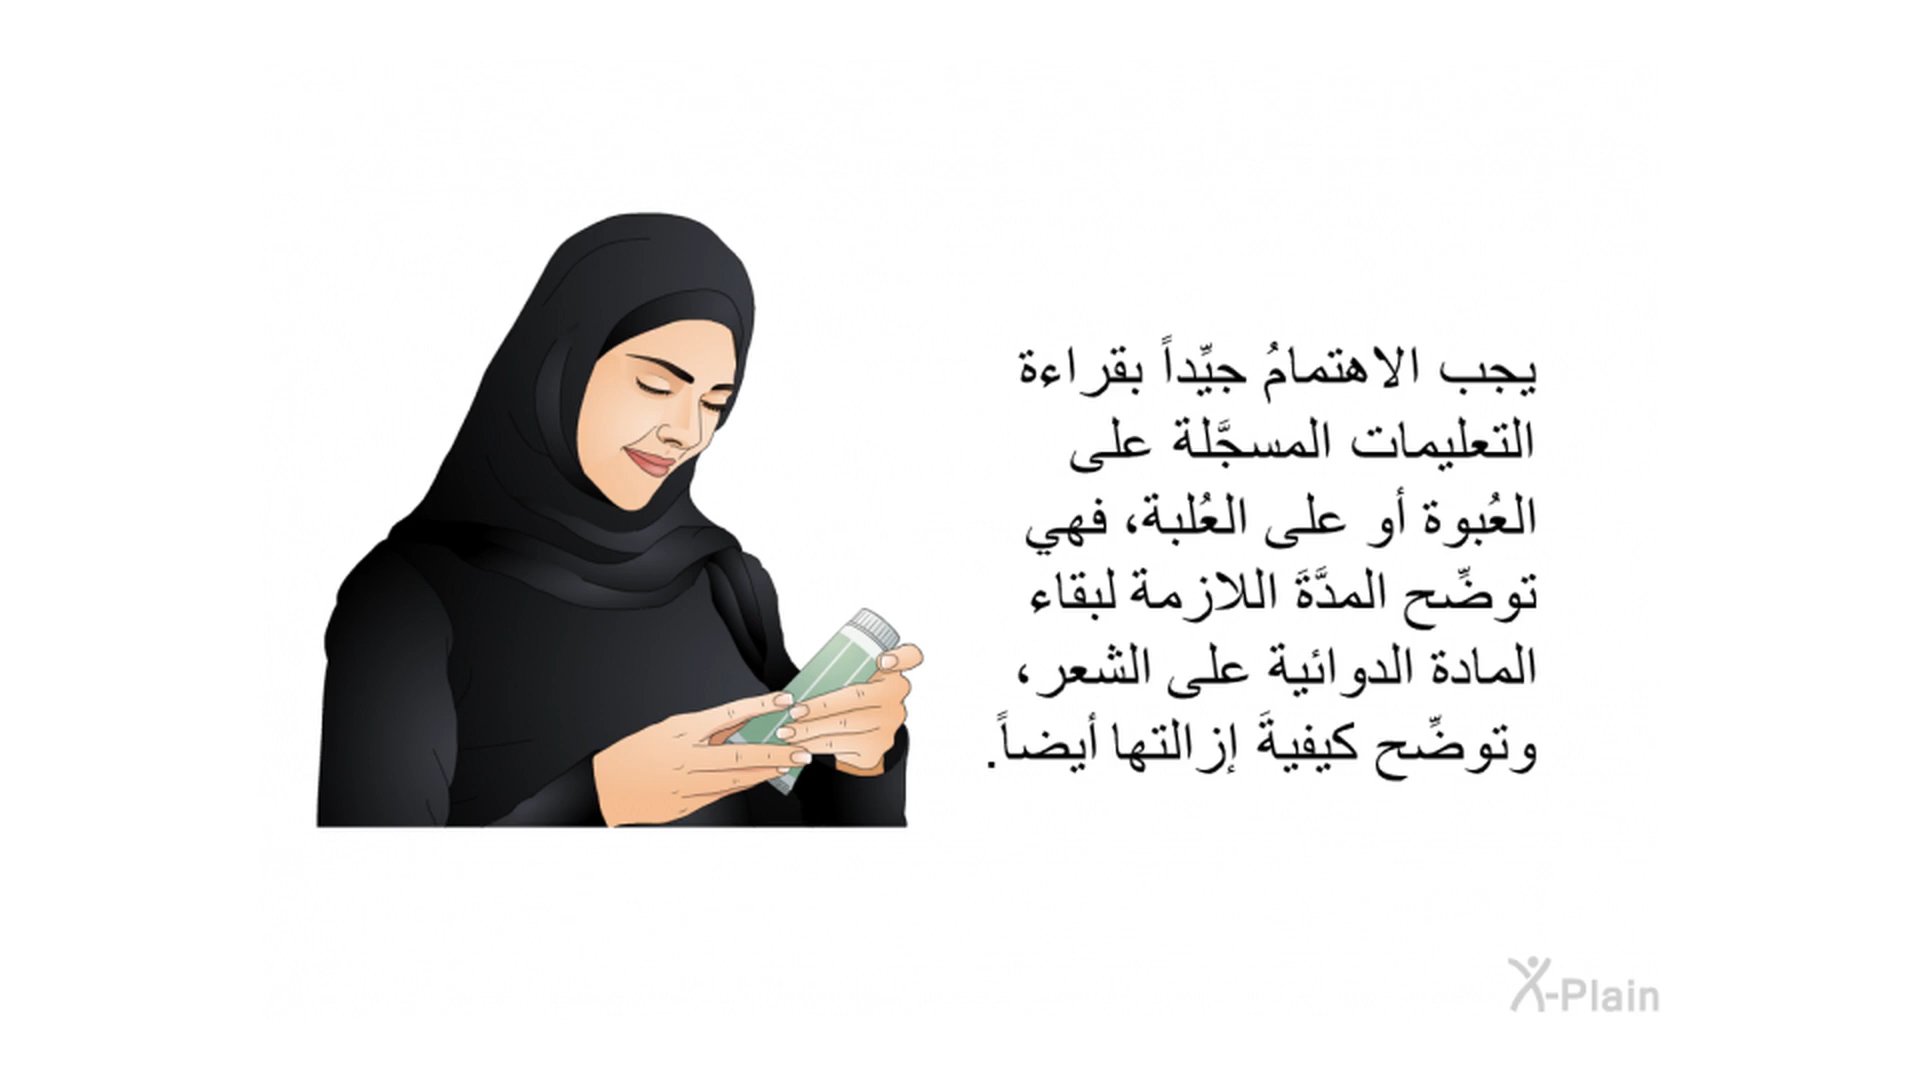 يجب الاهتمامُ جيِّداً بقراءة
التعليمات المسجَّلة على
العُبوة أو على العُلبة، فهي
توضِّح المدَّةَ اللازمة لبقاء
المادة الدوائية على الشعر،
وتوضِّح كيفيةَ إزالتها أيضاً.
X-Plain